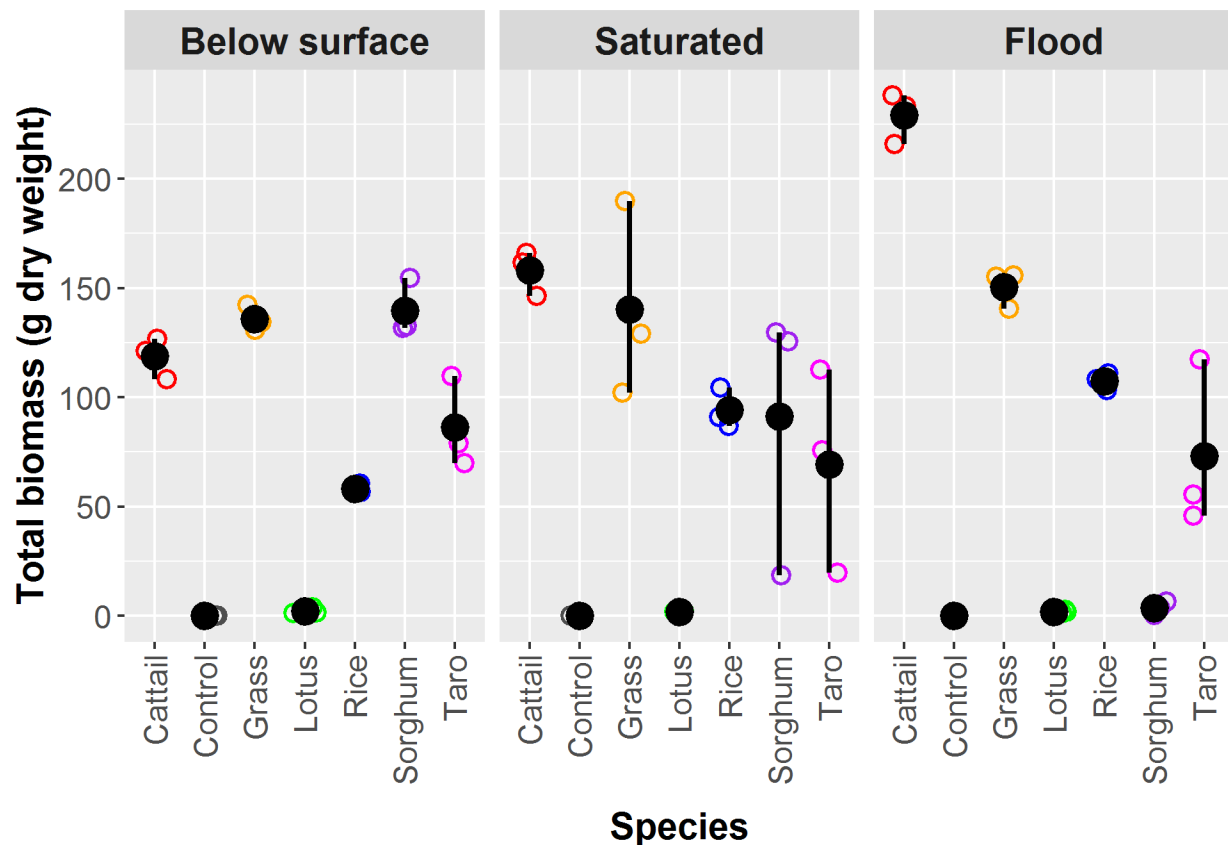 Below surface Saturated Flood
Total biomass (g dry weight)
200
150
100
50
0
Cattail Control Grass Lotus Rice Sorghum Taro Cattail Control Grass Lotus Rice Sorghum Taro Cattail Control Grass Lotus Rice Sorghum Taro
Species